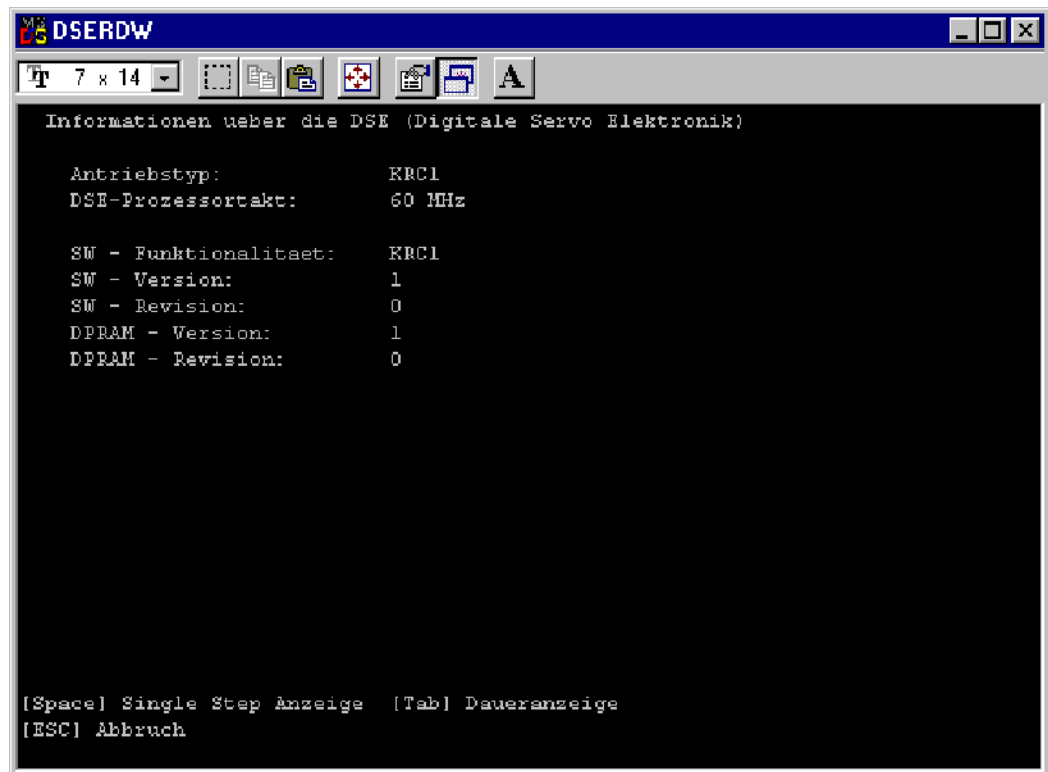 DSERDW
7 x 14
A
Informationen ueber die DSE (Digitale Servo Elektronik)
Antriebstyp: KRC1
DSE-Prozessortakt: 60 MHz
SW - Funktionalitaet: KRC1
SW - Version: 1
SW - Revision: 0
DPRAM - Version: 1
DPRAM - Revision: 0
[Space] Single Step Anzeige [Tab] Daueranzeige
[ESC] Abbruch